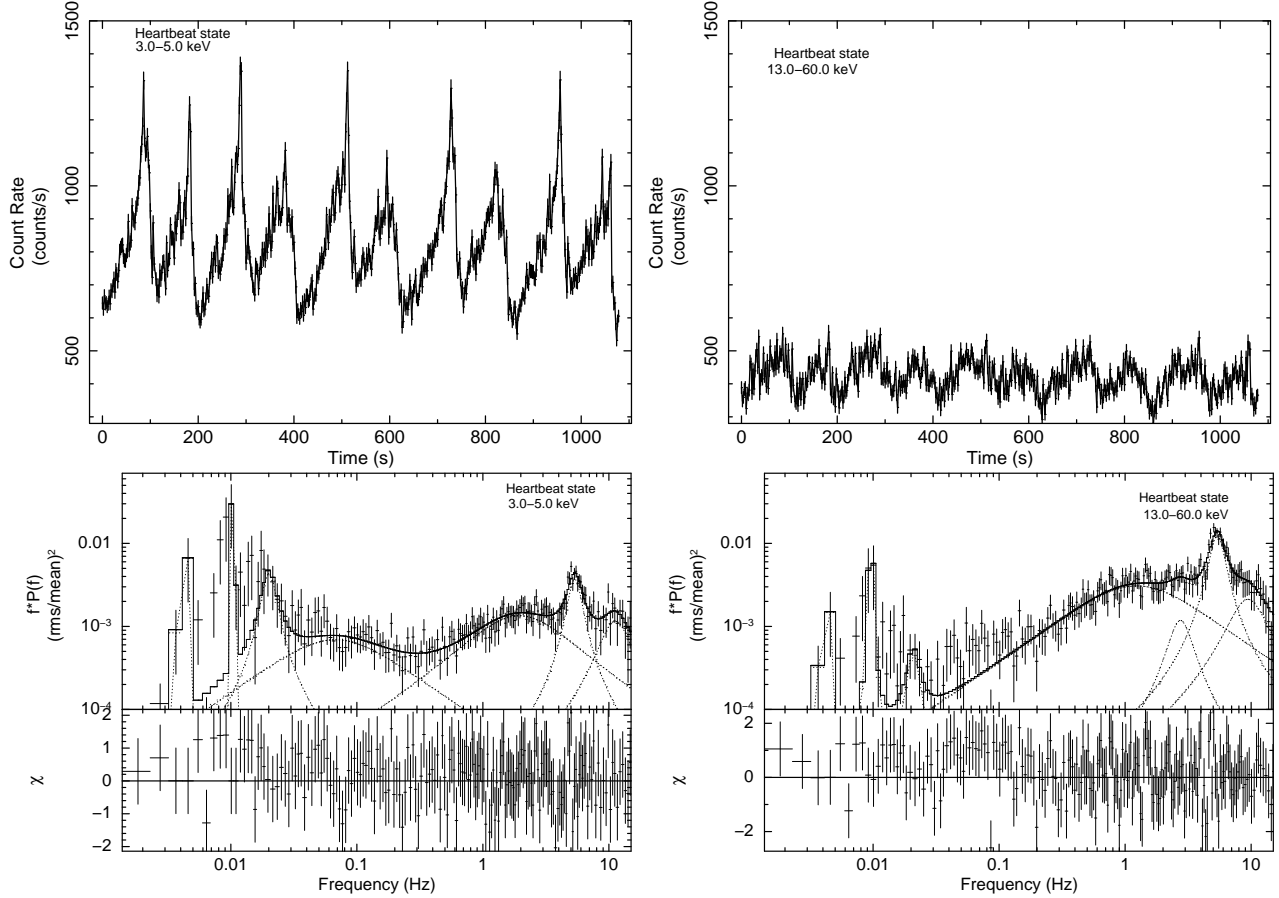 Heartbeat state
3.0–5.0 keV
1500
1000
500
Count Rate
(counts/s)
0 200 400 600 800 1000
Time (s)
Heartbeat state
13.0–60.0 keV
1500
1000
500
Count Rate
(counts/s)
0 200 400 600 800 1000
Time (s)
Heartbeat state
3.0–5.0 keV
0.01
10⁻³
10⁻⁴
f*P(f)
(rms/mean)²
2
1
0
−1
−2
χ
0.01 0.1 1 10
Frequency (Hz)
Heartbeat state
13.0–60.0 keV
0.01
10⁻³
10⁻⁴
f*P(f)
(rms/mean)²
2
0
−2
χ
0.01 0.1 1 10
Frequency (Hz)